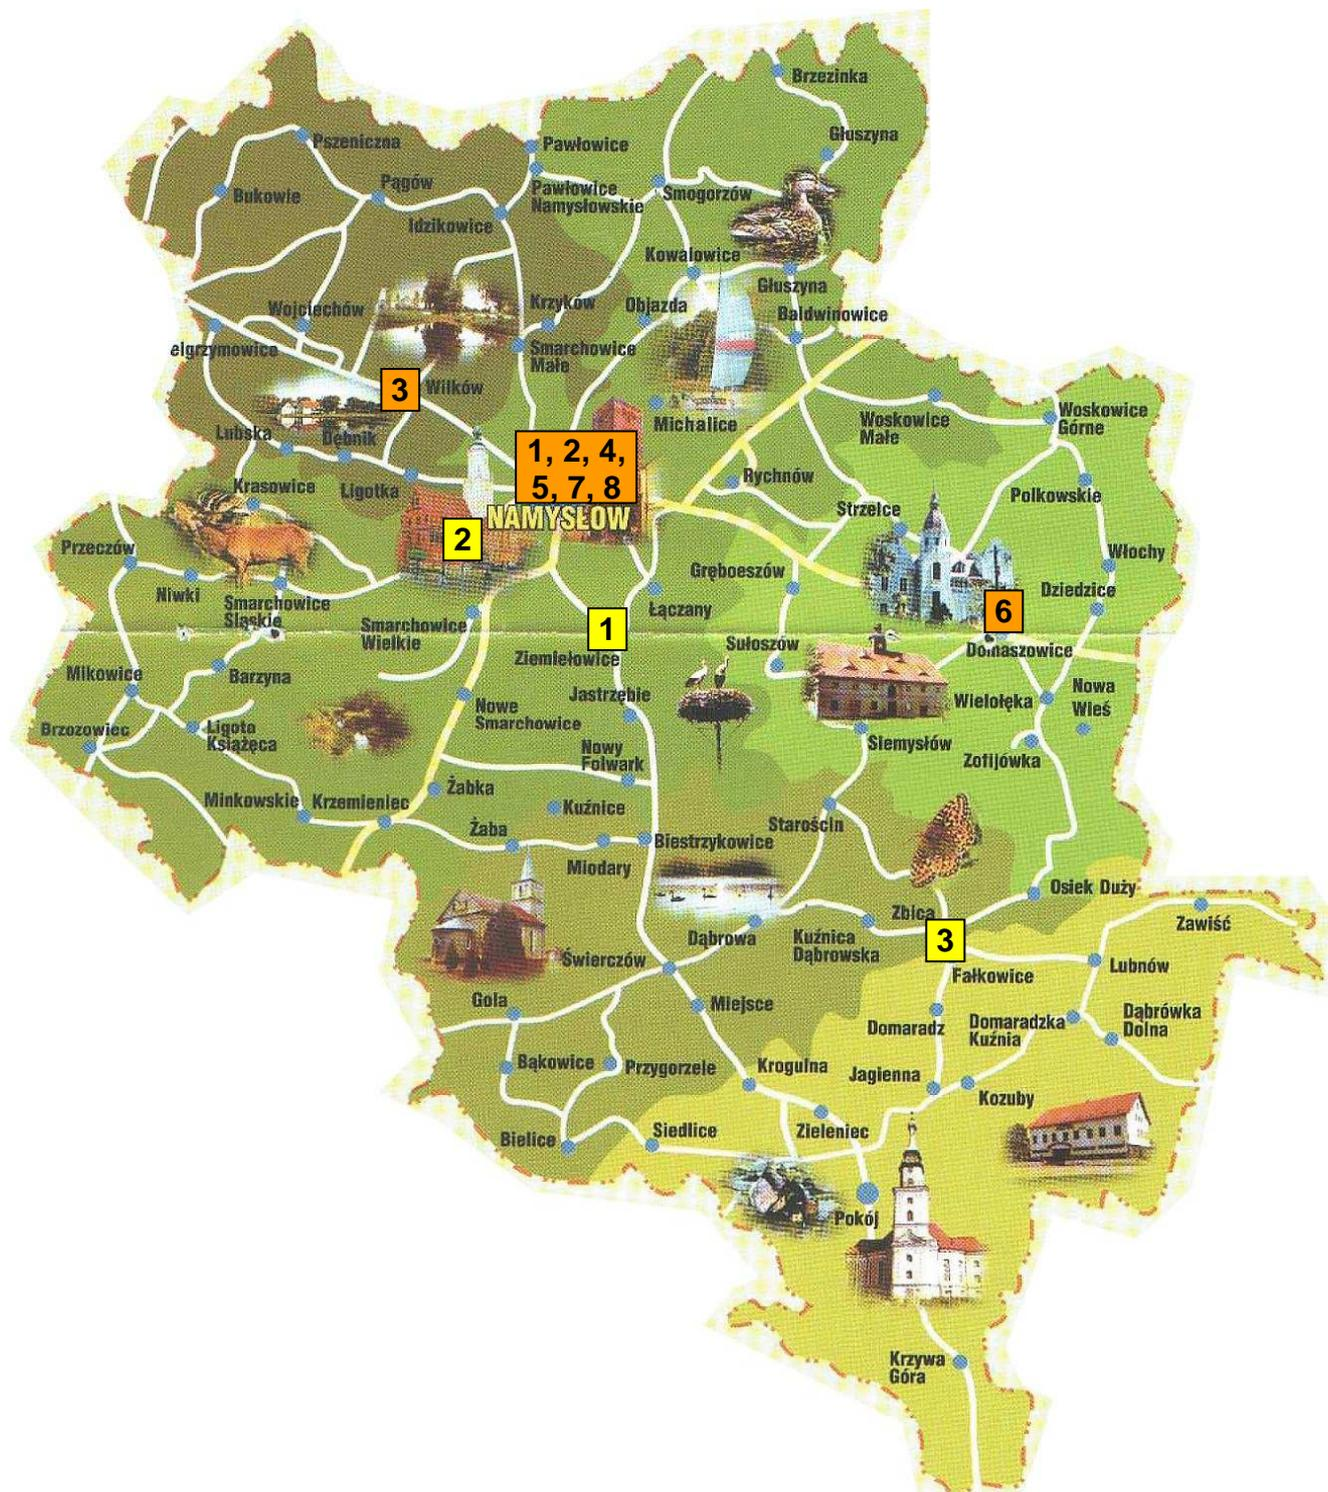 Brzezinka
Głuszyna
Pszeniczna
Pawłowice
Pągów
Bukowie
Pawłowice
Namysłowskie
Smogorzów
Idzikowice
Kowalowice
Głuszyna
Wojciechów
Krzyków
Objazda
Baldwinowice
elgrzymowice
Smarchowice
Małe
3
Wilków
Michalice
Woskowice
Małe
Woskowice
Górne
Lubska
Dębnik
1, 2, 4,
5, 7, 8
Ligotka
Krasowice
Rychnów
Polkowskie
NAMYSŁÓW
Strzelce
2
Przeczów
Włochy
Niwki
Smarchowice
Śląskie
Gręboeszów
Dziedzice
Łączany
6
Smarchowice
Wielkie
1
Ziemiełowice
Sułoszów
Domaszowice
Mikowice
Barzyna
Jastrzębie
Wielołęka
Nowa
Wieś
Nowe
Smarchowice
Brzozowiec
Ligota
Książęca
Siemysłów
Zofijówka
Nowy
Folwark
Minkowskie
Krzemieniec
Żabka
Kuźnice
Żaba
Starościn
Miodary
Biestrzykowice
Osiek Duży
Zbica
Zawiść
Dąbrowa
Kuźnica
Dąbrowska
3
Świerczów
Fałkowice
Lubnów
Gola
Miejsce
Domaradz
Domaradzka
Kuźnia
Dąbrówka
Dolna
Bąkowice
Przygorzele
Krogulna
Jagienna
Kozuby
Zieleniec
Bielice
Siedlice
Pokój
Krzywa
Góra